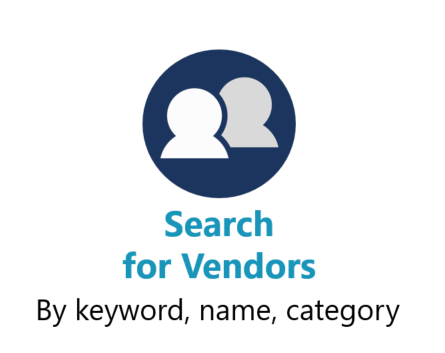 Search
for Vendors
By keyword, name, category